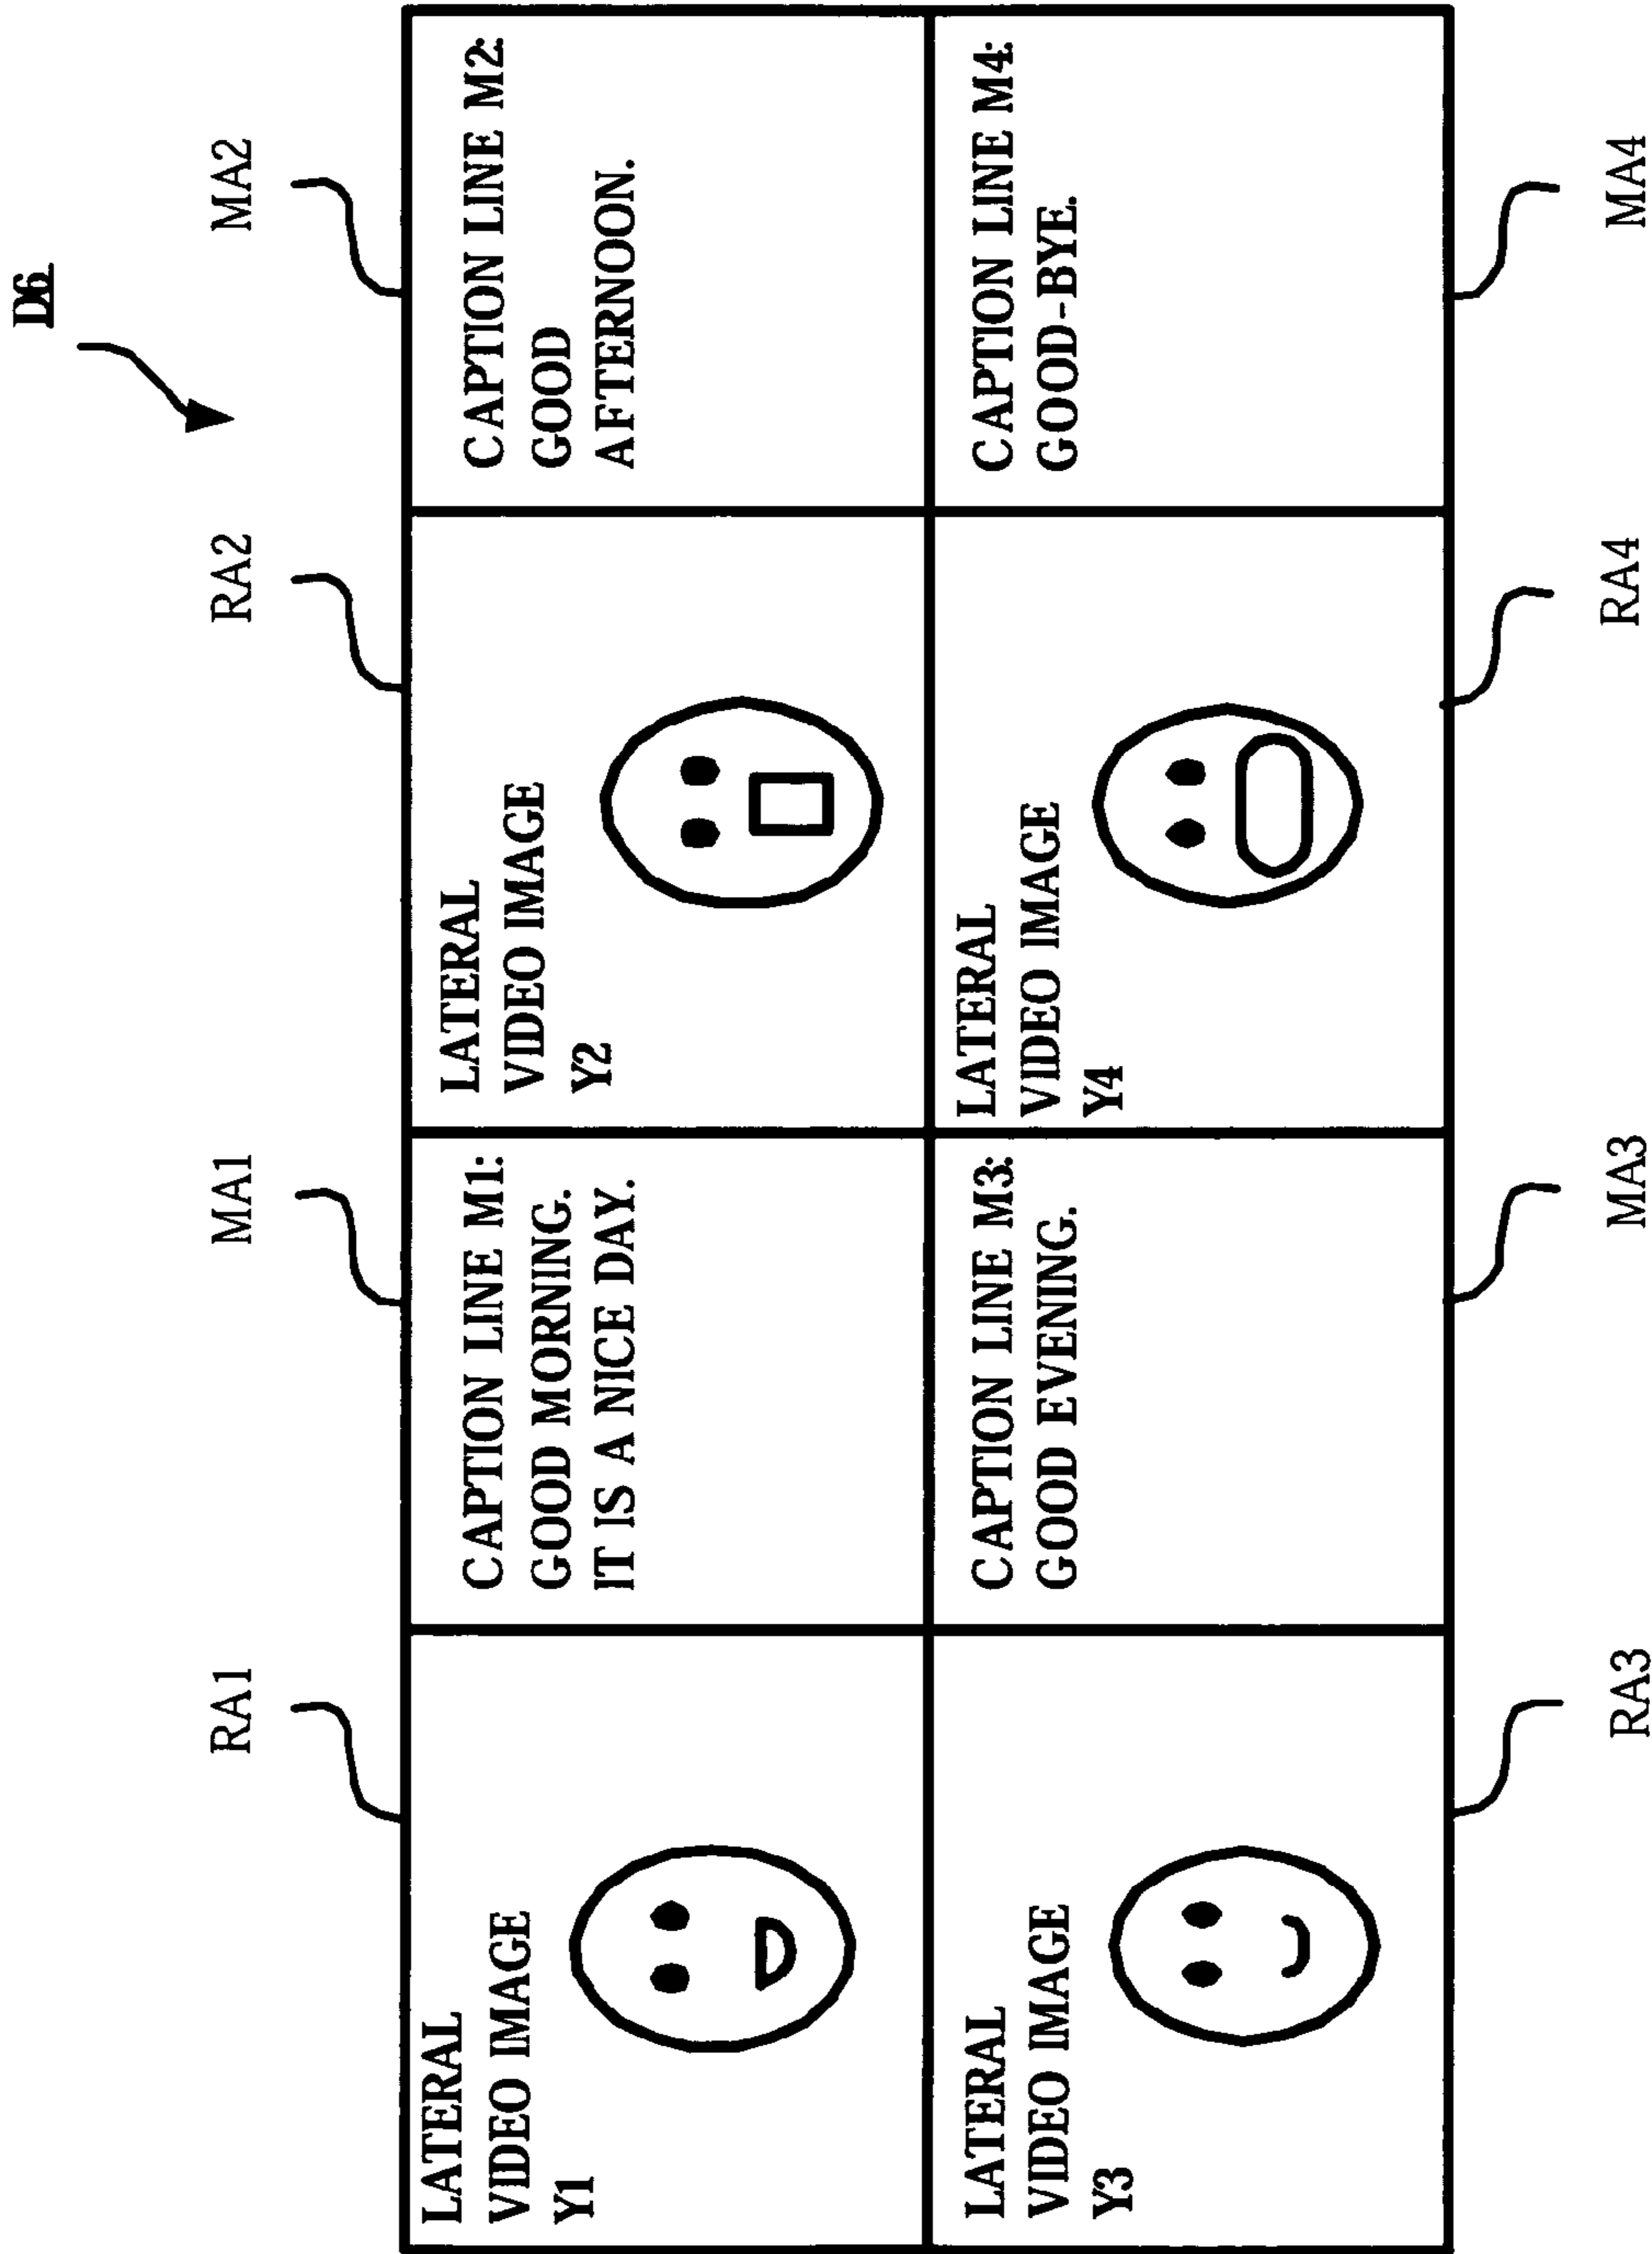 D6
RA1
MA1
RA2
MA2
LATERAL
VIDEO IMAGE
Y1
CAPTION LINE M1:
GOOD MORNING.
IT IS A NICE DAY.
LATERAL
VIDEO IMAGE
Y2
CAPTION LINE M2:
GOOD
AFTERNOON.
LATERAL
VIDEO IMAGE
Y3
CAPTION LINE M3:
GOOD EVENING.
LATERAL
VIDEO IMAGE
Y4
CAPTION LINE M4:
GOOD-BYE.
RA3
MA3
RA4
MA4